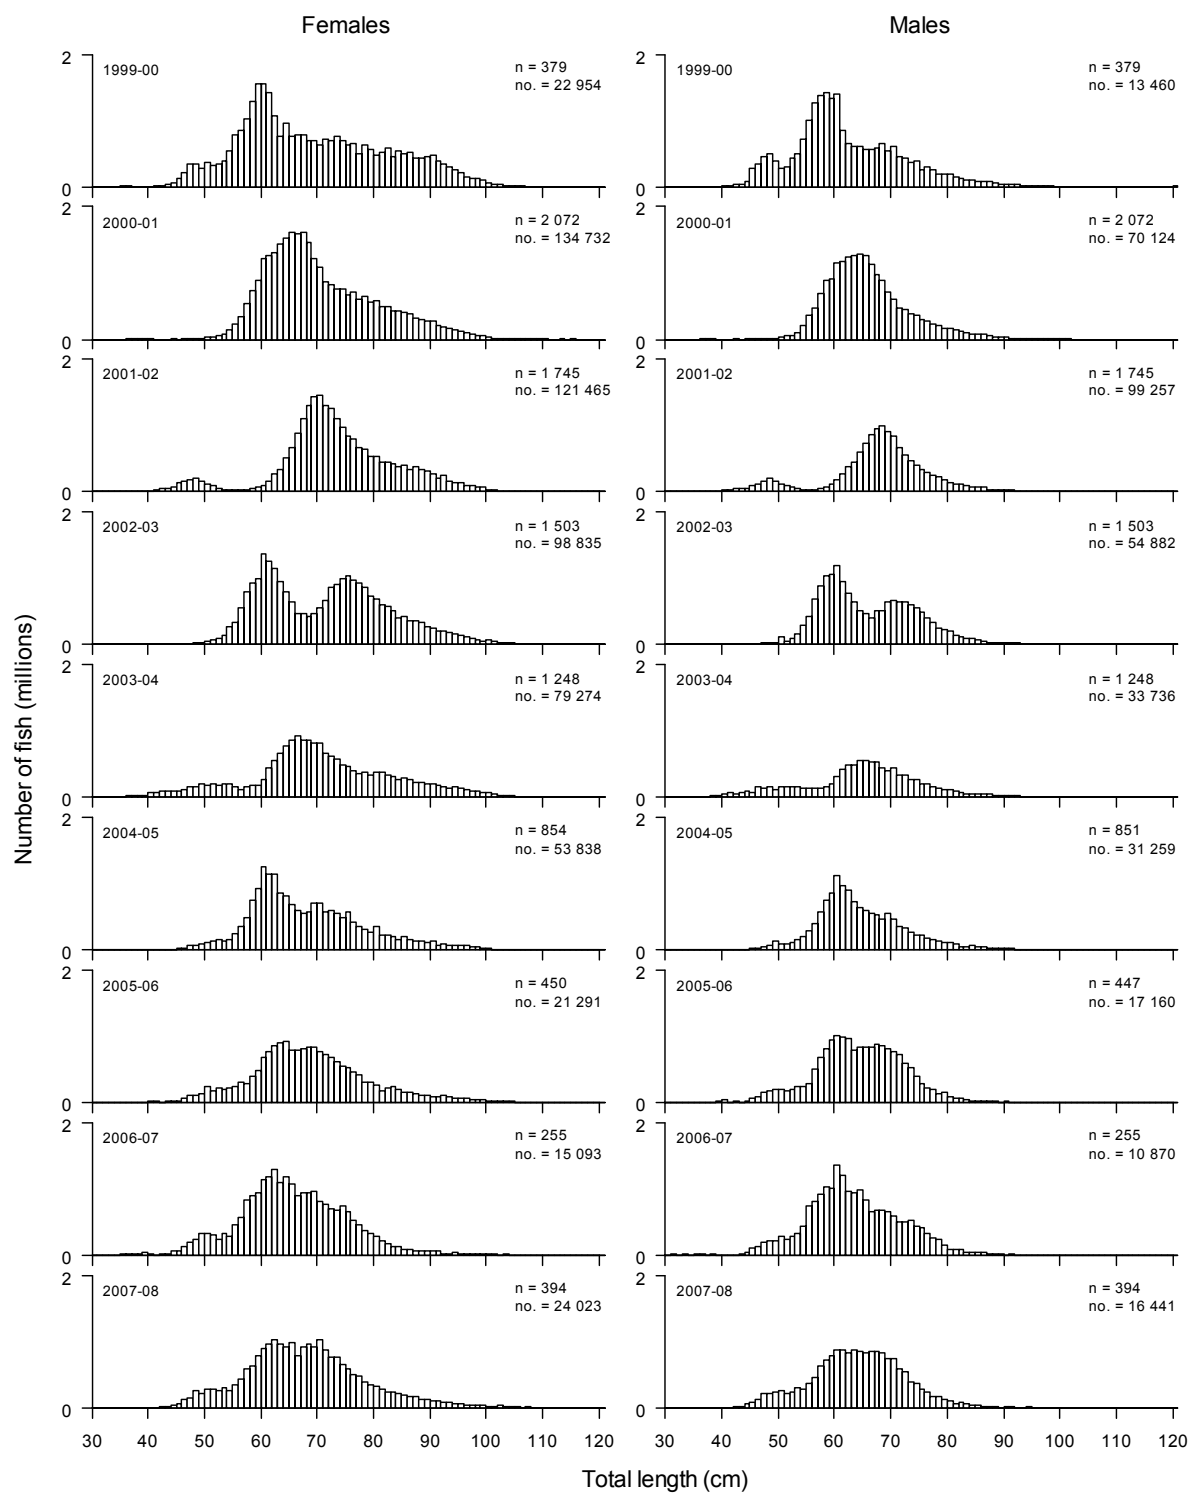 Females
Males
Number of fish (millions)
2
1999-00
n = 379
no. = 22 954
0
2
1999-00
n = 379
no. = 13 460
0
2
2000-01
n = 2 072
no. = 134 732
0
2
2000-01
n = 2 072
no. = 70 124
0
2
2001-02
n = 1 745
no. = 121 465
0
2
2001-02
n = 1 745
no. = 99 257
0
2
2002-03
n = 1 503
no. = 98 835
0
2
2002-03
n = 1 503
no. = 54 882
0
2
2003-04
n = 1 248
no. = 79 274
0
2
2003-04
n = 1 248
no. = 33 736
0
2
2004-05
n = 854
no. = 53 838
0
2
2004-05
n = 851
no. = 31 259
0
2
2005-06
n = 450
no. = 21 291
0
2
2005-06
n = 447
no. = 17 160
0
2
2006-07
n = 255
no. = 15 093
0
2
2006-07
n = 255
no. = 10 870
0
2
2007-08
n = 394
no. = 24 023
0
2
2007-08
n = 394
no. = 16 441
0
30 40 50 60 70 80 90 100 110 120
30 40 50 60 70 80 90 100 110 120
Total length (cm)